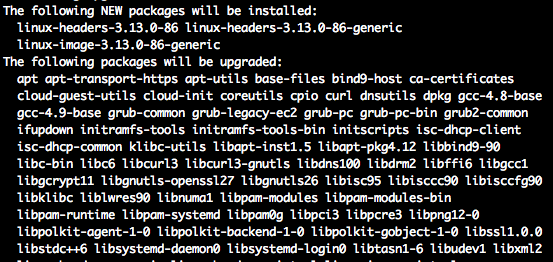 The following NEW packages will be installed:
linux-headers-3.13.0-86 linux-headers-3.13.0-86-generic
linux-image-3.13.0-86-generic
The following packages will be upgraded:
apt apt-transport-https apt-utils base-files bind9-host ca-certificates
cloud-guest-utils cloud-init coreutils cpio curl dnsutils dpkg gcc-4.8-base
gcc-4.9-base grub-common grub-legacy-ec2 grub-pc grub-pc-bin grub2-common
ifupdown initramfs-tools initramfs-tools-bin initscripts isc-dhcp-client
isc-dhcp-common klibc-utils libapt-inst1.5 libapt-pkg4.12 libbind9-90
libc-bin libc6 libcurl3 libcurl3-gnutls libdns100 libdrm2 libffi6 libgcc1
libgcrypt11 libgnutls-openssl27 libgnutls26 libisc95 libisccc90 libisccfg90
libklibc liblwres90 libnuma1 libpam-modules libpam-modules-bin
libpam-runtime libpam-systemd libpam0g libpci3 libpcre3 libpng12-0
libpolkit-agent-1-0 libpolkit-backend-1-0 libpolkit-gobject-1-0 libssl1.0.0
libstdc++6 libsystemd-daemon0 libsystemd-login0 libtasn1-6 libudev1 libxml2